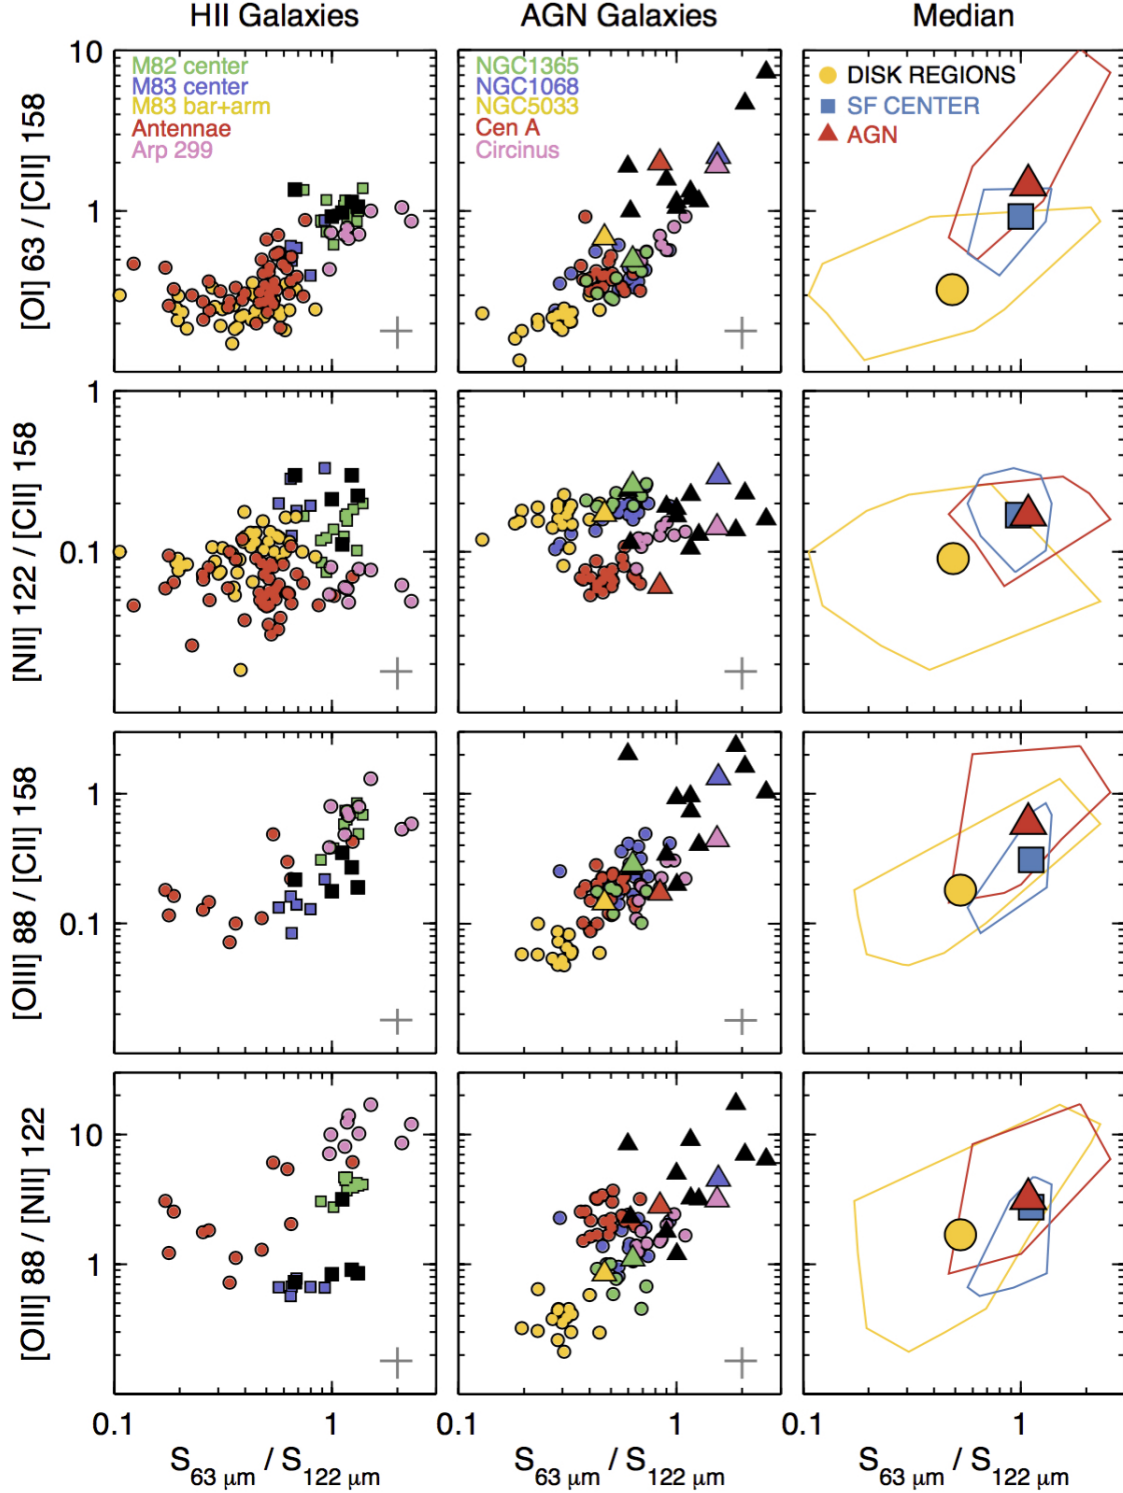 HII Galaxies
AGN Galaxies
Median
[OI] 63 / [CII] 158
10
1
M82 center
M83 center
M83 bar+arm
Antennae
Arp 299
NGC1365
NGC1068
NGC5033
Cen A
Circinus
DISK REGIONS
SF CENTER
AGN
[NII] 122 / [CII] 158
1
0.1
[OIII] 88 / [CII] 158
1
0.1
[OIII] 88 / [NII] 122
10
1
0.1 1
0.1 1
0.1 1
S63 μm / S122 μm
S63 μm / S122 μm
S63 μm / S122 μm